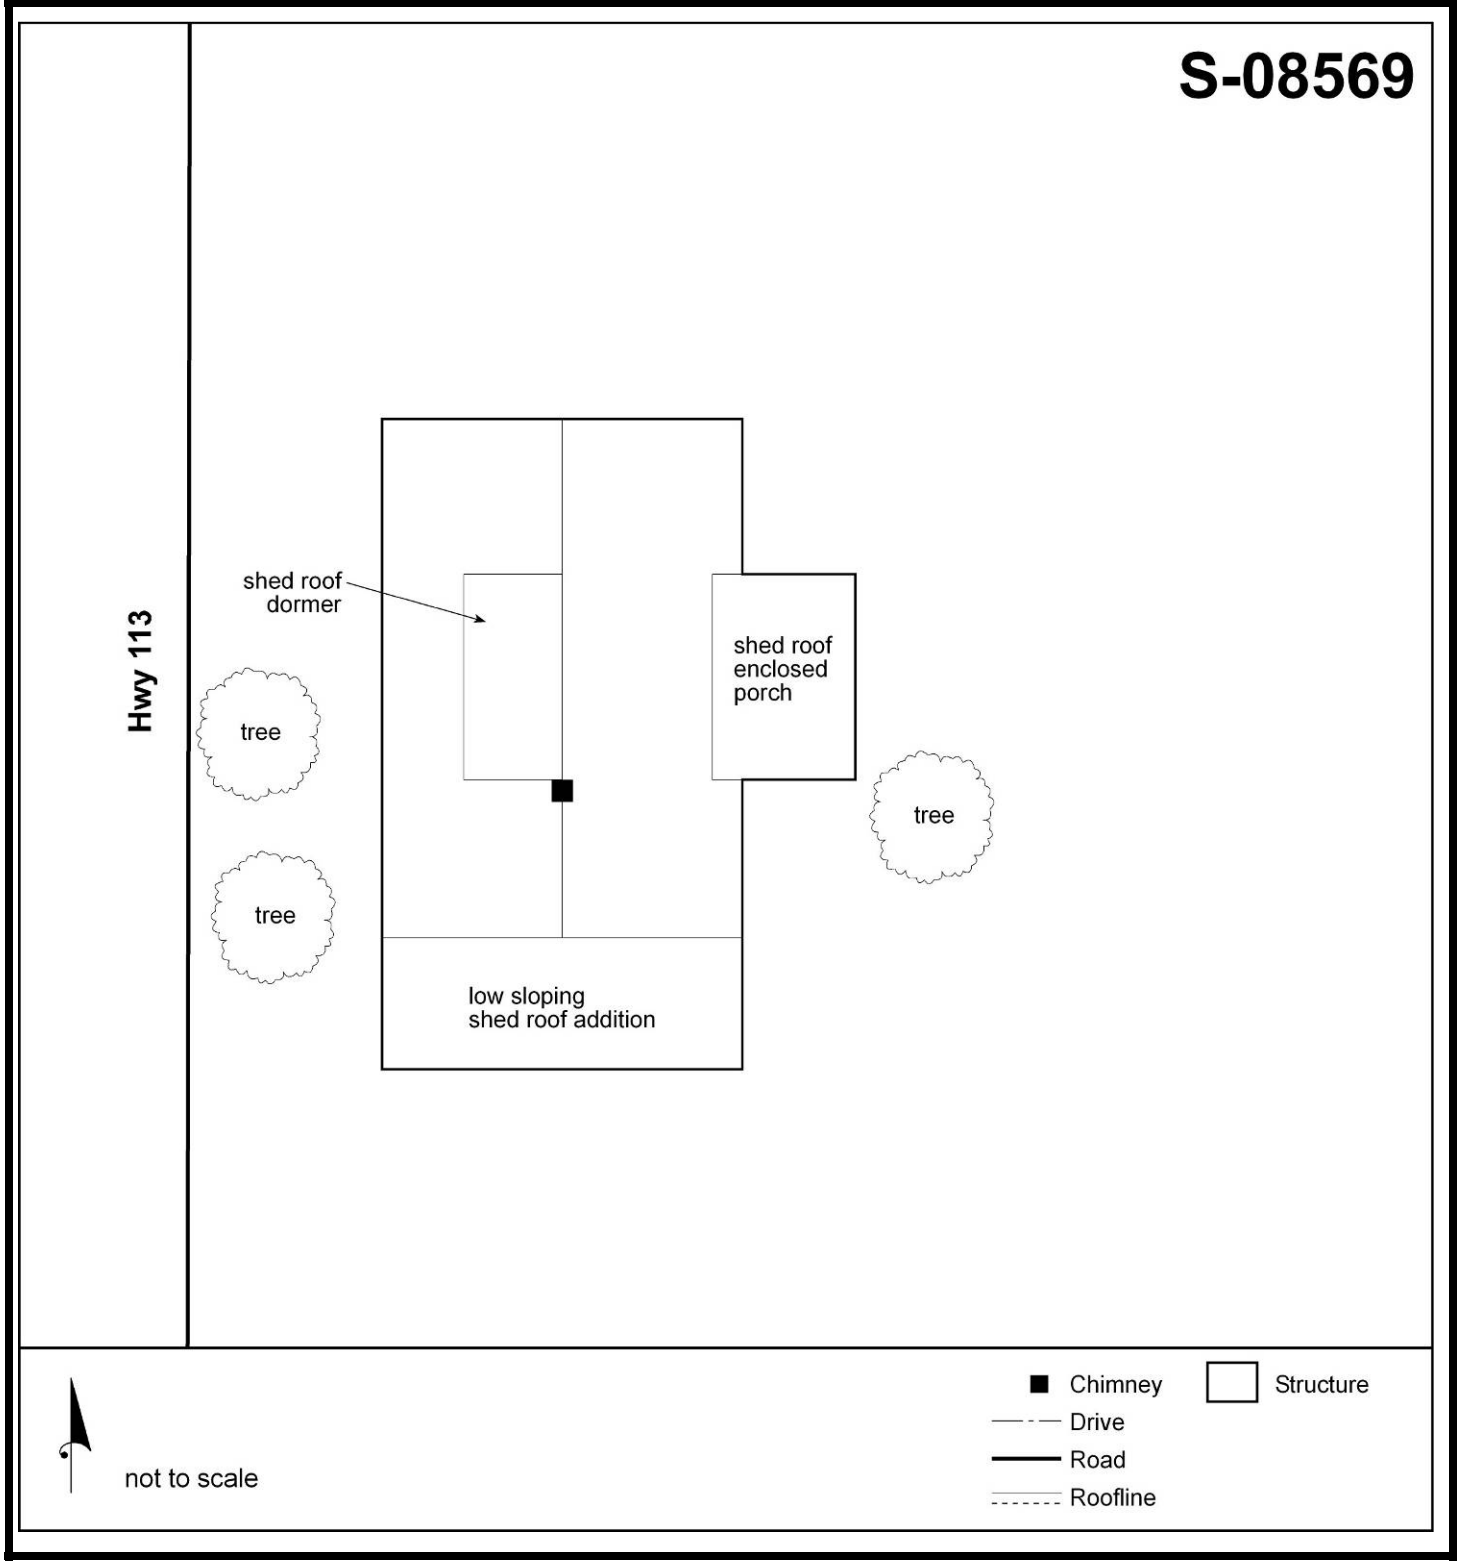 S-08569
Hwy 113
shed roof
dormer
shed roof
enclosed
porch
tree
tree
tree
low sloping
shed roof addition
not to scale
Chimney
Structure
Drive
Road
Roofline